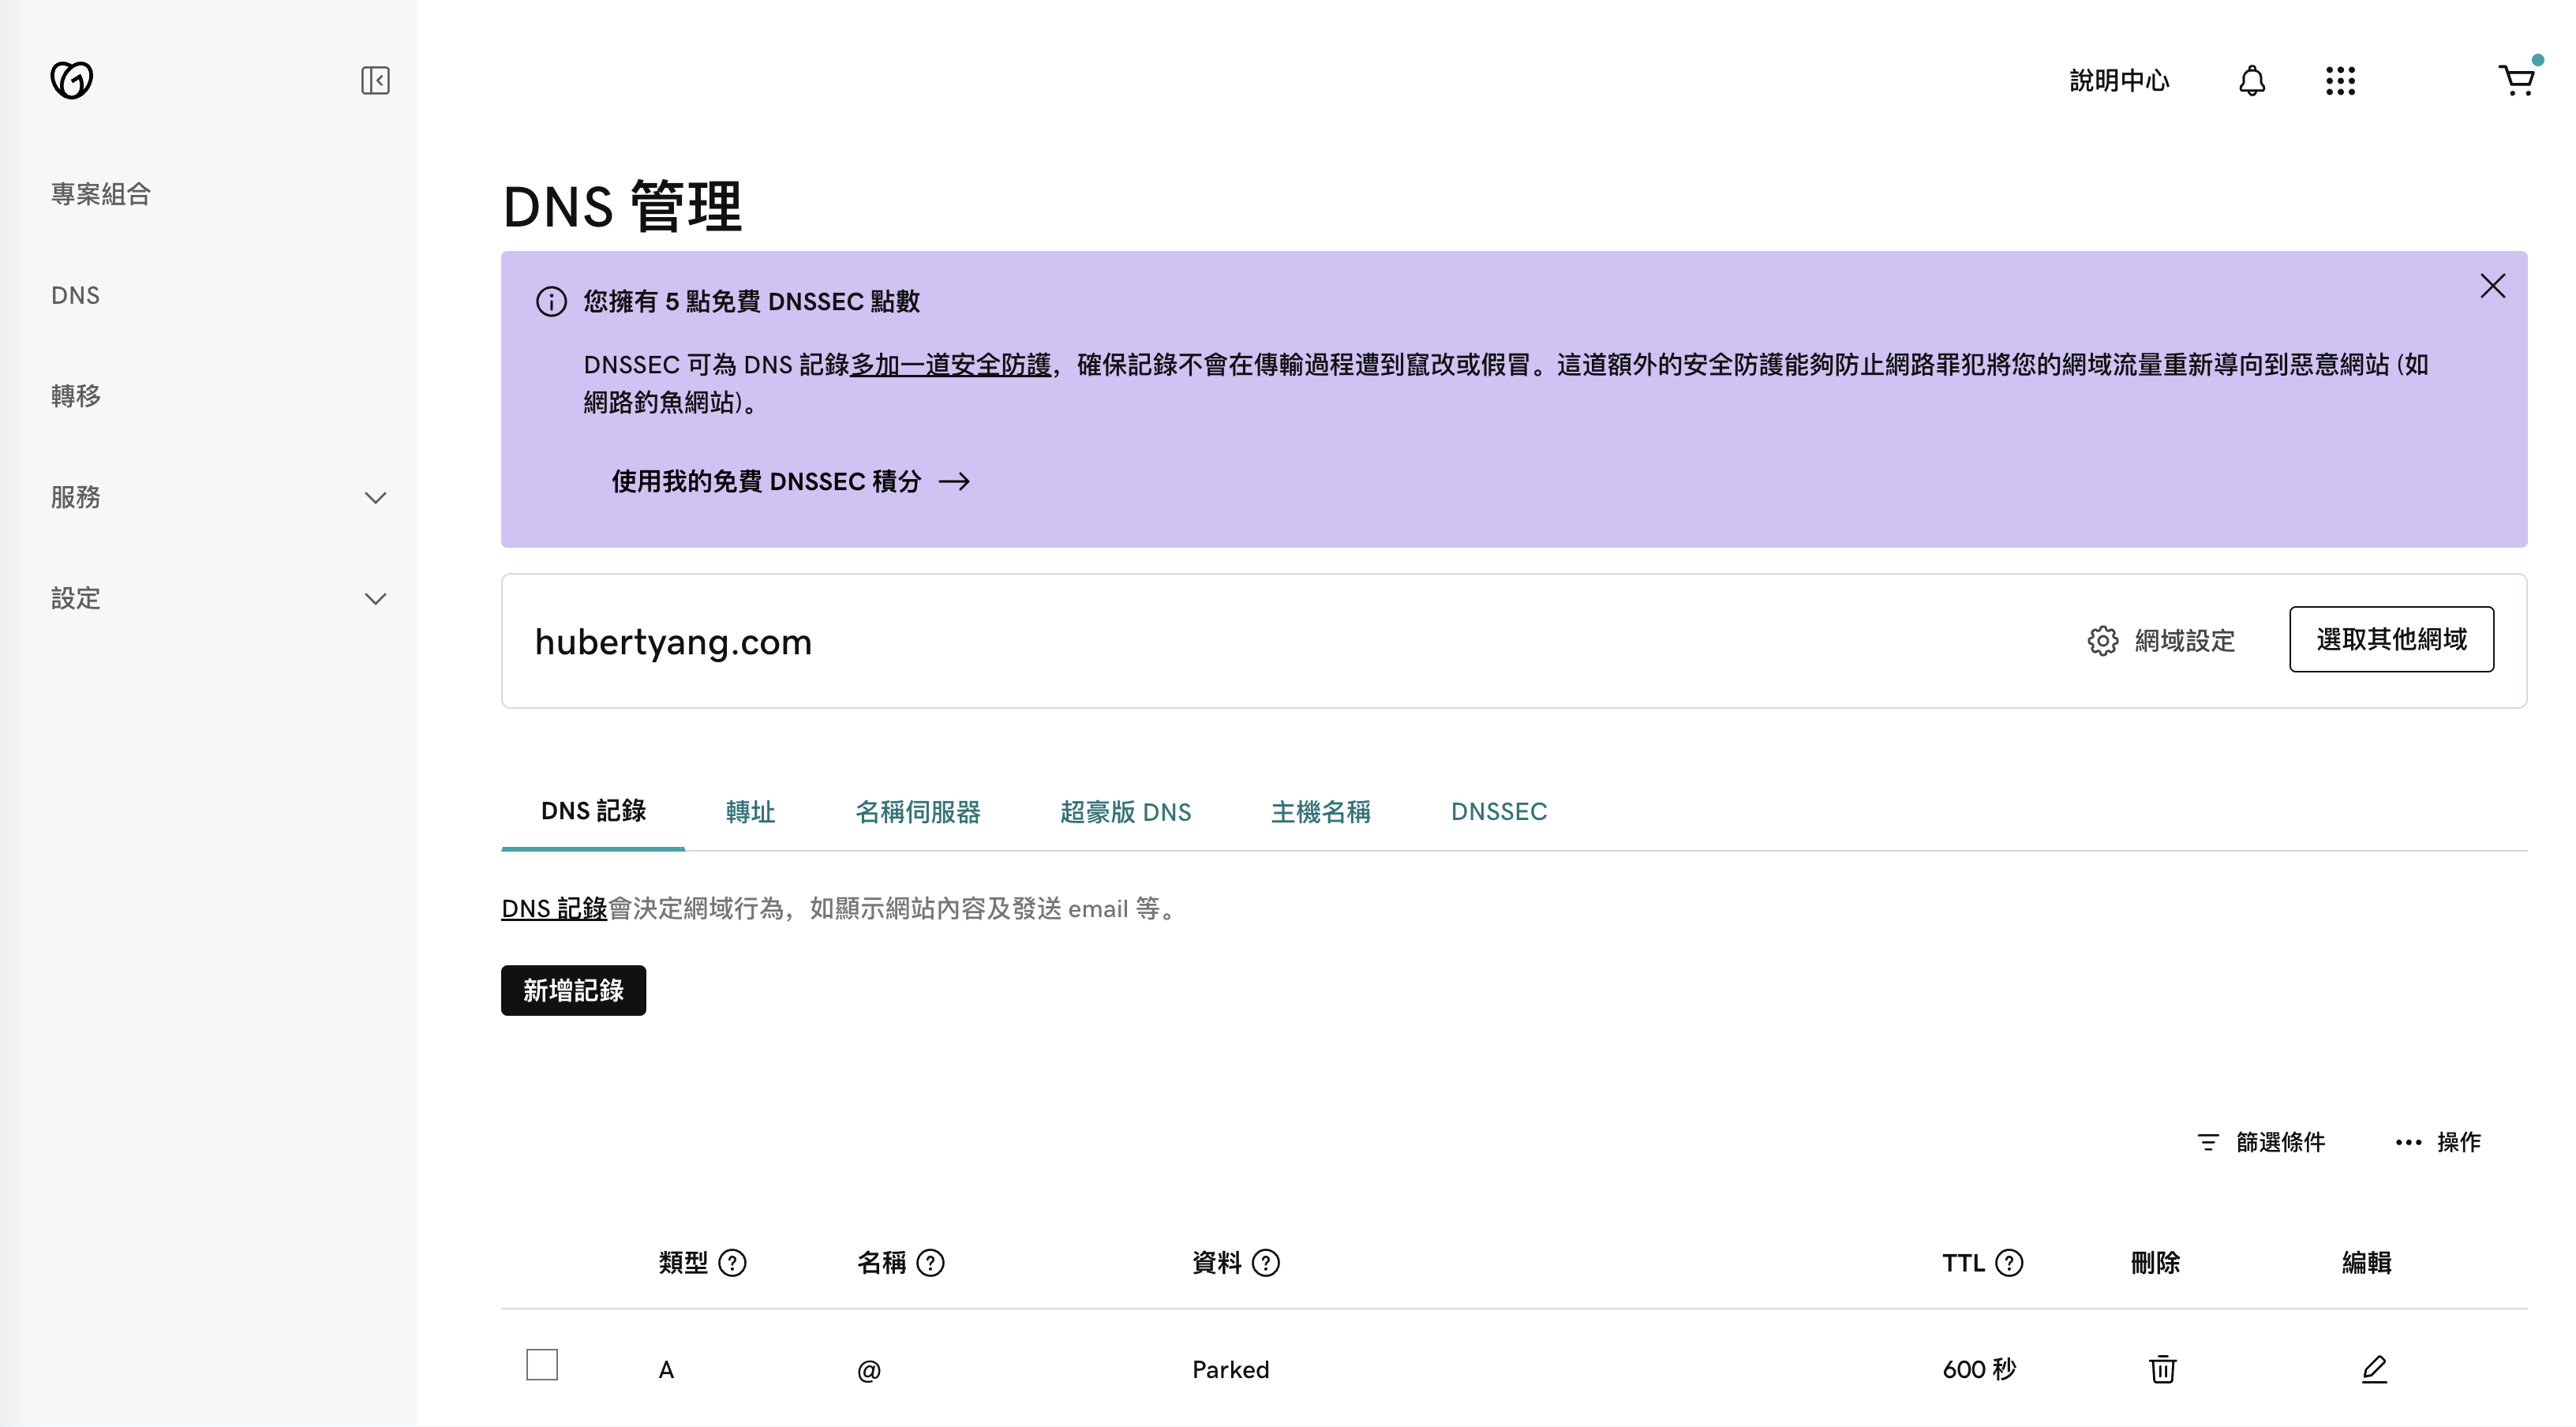 說明中心
專案組合
DNS
轉移
服務
設定
DNS 管理
您擁有 5 點免費 DNSSEC 點數
DNSSEC 可為 DNS 記錄多加一道安全防護，確保記錄不會在傳輸過程遭到竄改或假冒。這道額外的安全防護能夠防止網路罪犯將您的網域流量重新導向到惡意網站 (如
網路釣魚網站)。
使用我的免費 DNSSEC 積分
hubertyang.com
網域設定
選取其他網域
DNS 記錄 轉址 名稱伺服器 超豪版 DNS 主機名稱 DNSSEC
DNS 記錄會決定網域行為，如顯示網站內容及發送 email 等。
新增記錄
篩選條件 操作
類型 名稱 資料 TTL 刪除 編輯
A @ Parked 600 秒